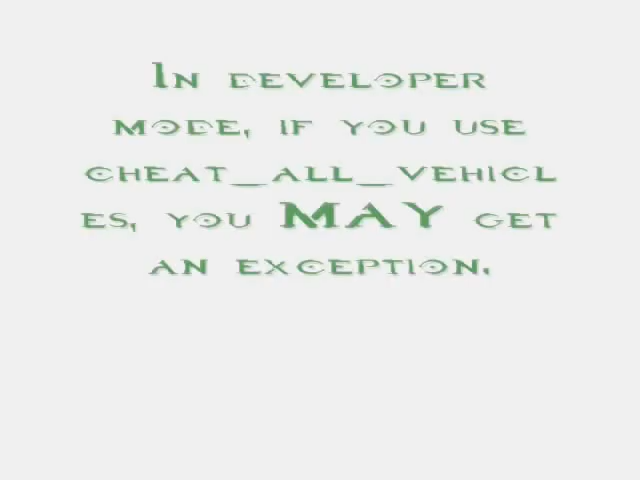 In developer
mode, if you use
cheat_all_vehicl
es, you MAY get
an exception.